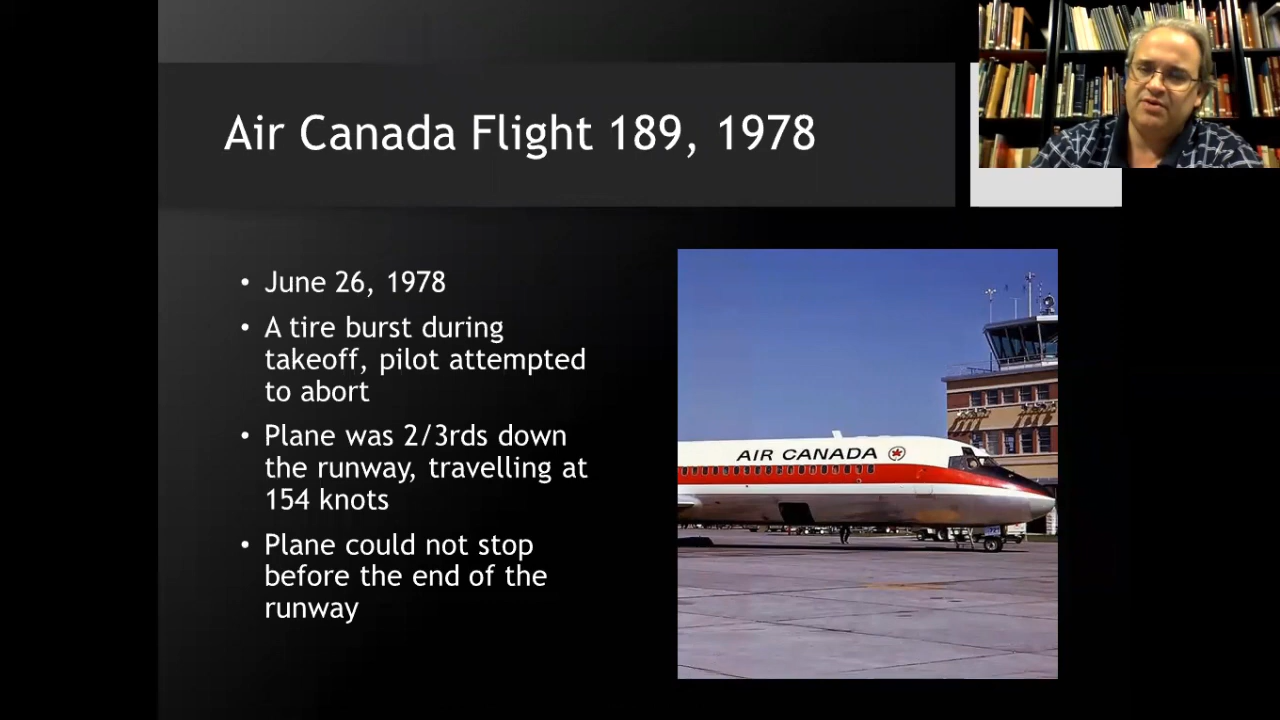 Air Canada Flight 189, 1978
• June 26, 1978
• A tire burst during
takeoff, pilot attempted
to abort
• Plane was 2/3rds down
the runway, travelling at
154 knots
• Plane could not stop
before the end of the
runway
AIR CANADA